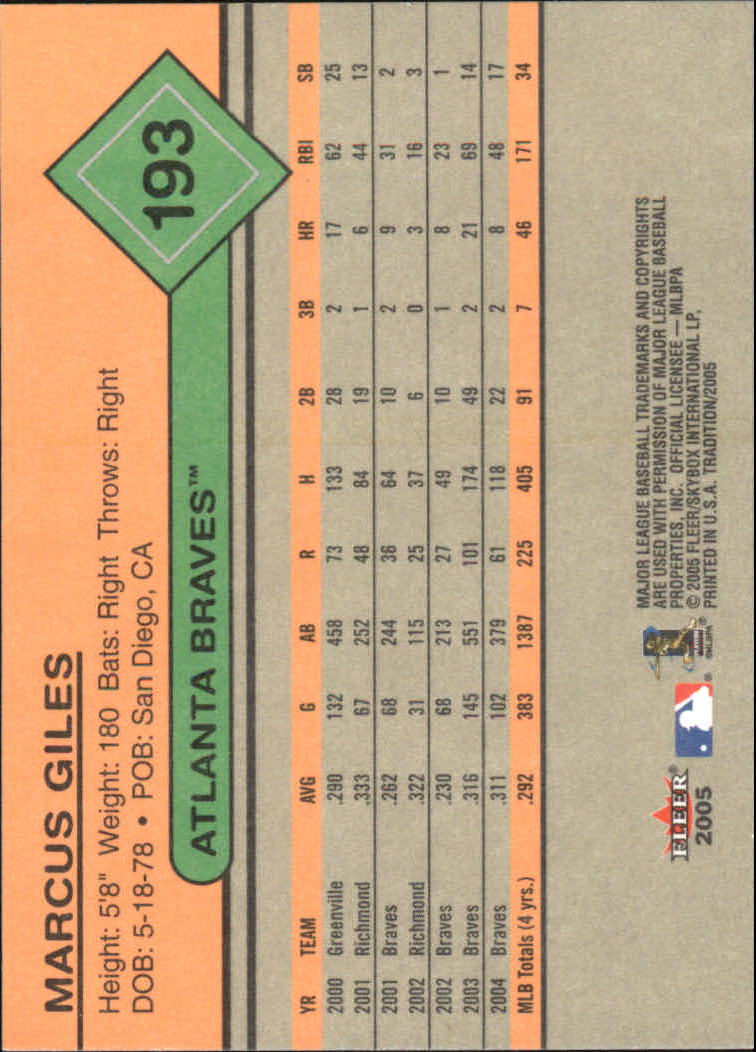 MARCUS GILES
Height: 5'8" Weight: 180 Bats: Right Throws: Right
DOB: 5-18-78 • POB: San Diego, CA
193
ATLANTA BRAVES™
YR TEAM AVG G AB R H 2B 3B HR RBI SB
2000 Greenville .290 132 458 73 133 28 2 17 62 25
2001 Richmond .333 67 252 48 84 19 1 6 44 13
2001 Braves .262 68 244 36 64 10 2 9 31 2
2002 Richmond .322 31 115 25 37 6 0 3 16 3
2002 Braves .230 68 213 27 49 10 1 8 23 1
2003 Braves .316 145 551 101 174 49 2 21 69 14
2004 Braves .311 102 379 61 118 22 2 8 48 17
MLB Totals (4 yrs.) .292 383 1387 225 405 91 7 46 171 34
FLEER®
2005
®
©MLBPA
MAJOR LEAGUE BASEBALL TRADEMARKS AND COPYRIGHTS
ARE USED WITH PERMISSION OF MAJOR LEAGUE BASEBALL
PROPERTIES, INC. OFFICIAL LICENSEE — MLBPA
© 2005 FLEER/SKYBOX INTERNATIONAL LP,
PRINTED IN U.S.A. TRADITION/2005